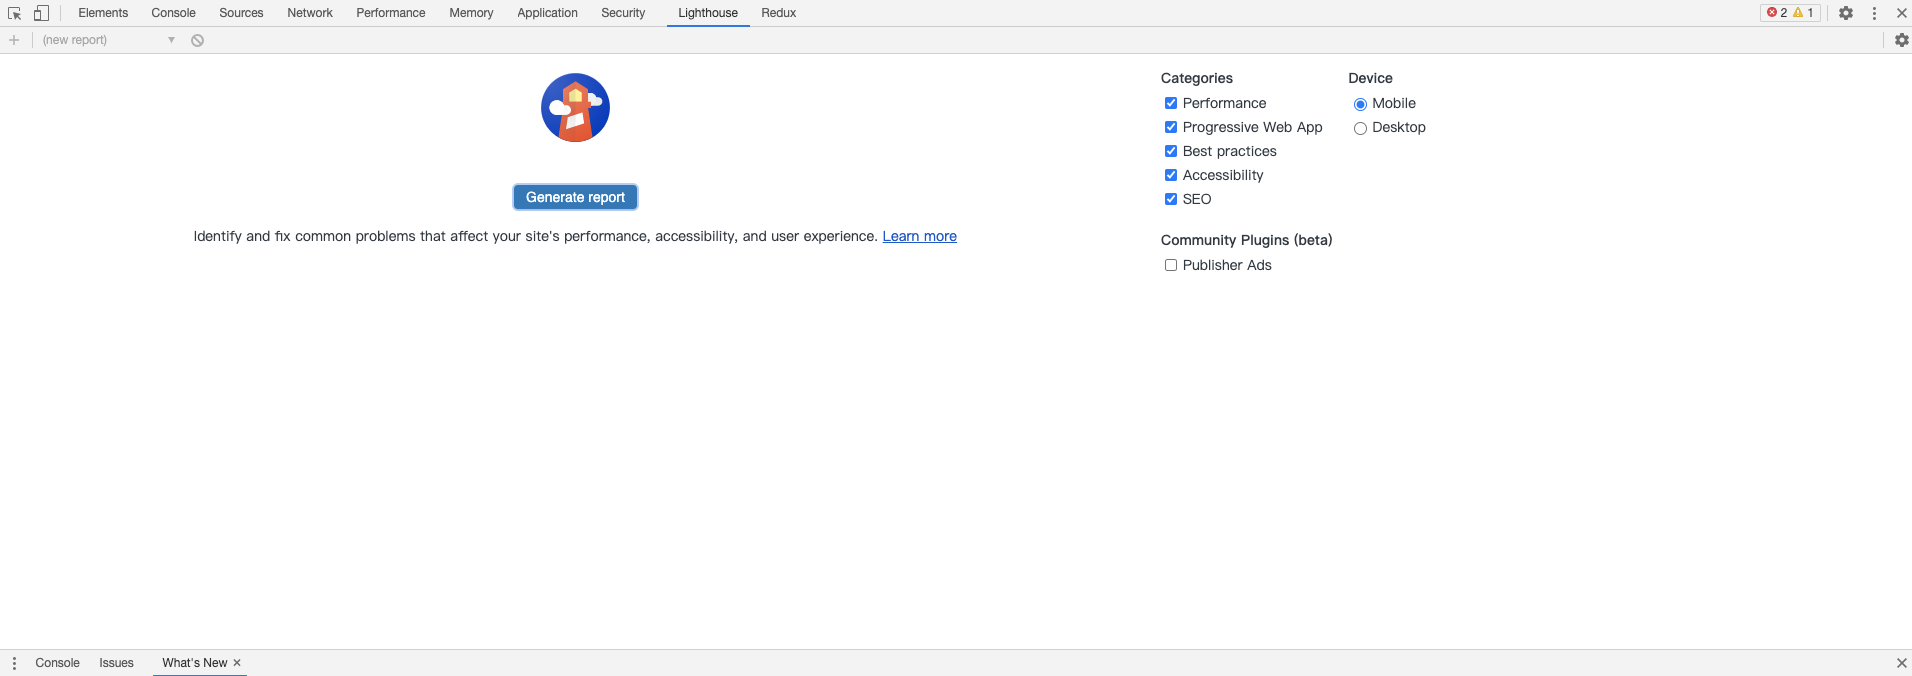 Elements Console Sources Network Performance Memory Application Security Lighthouse Redux 2 1
(new report)
Categories Device
Performance Mobile
Progressive Web App Desktop
Best practices
Accessibility
SEO
Generate report
Identify and fix common problems that affect your site's performance, accessibility, and user experience. Learn more
Community Plugins (beta)
Publisher Ads
Console Issues What's New